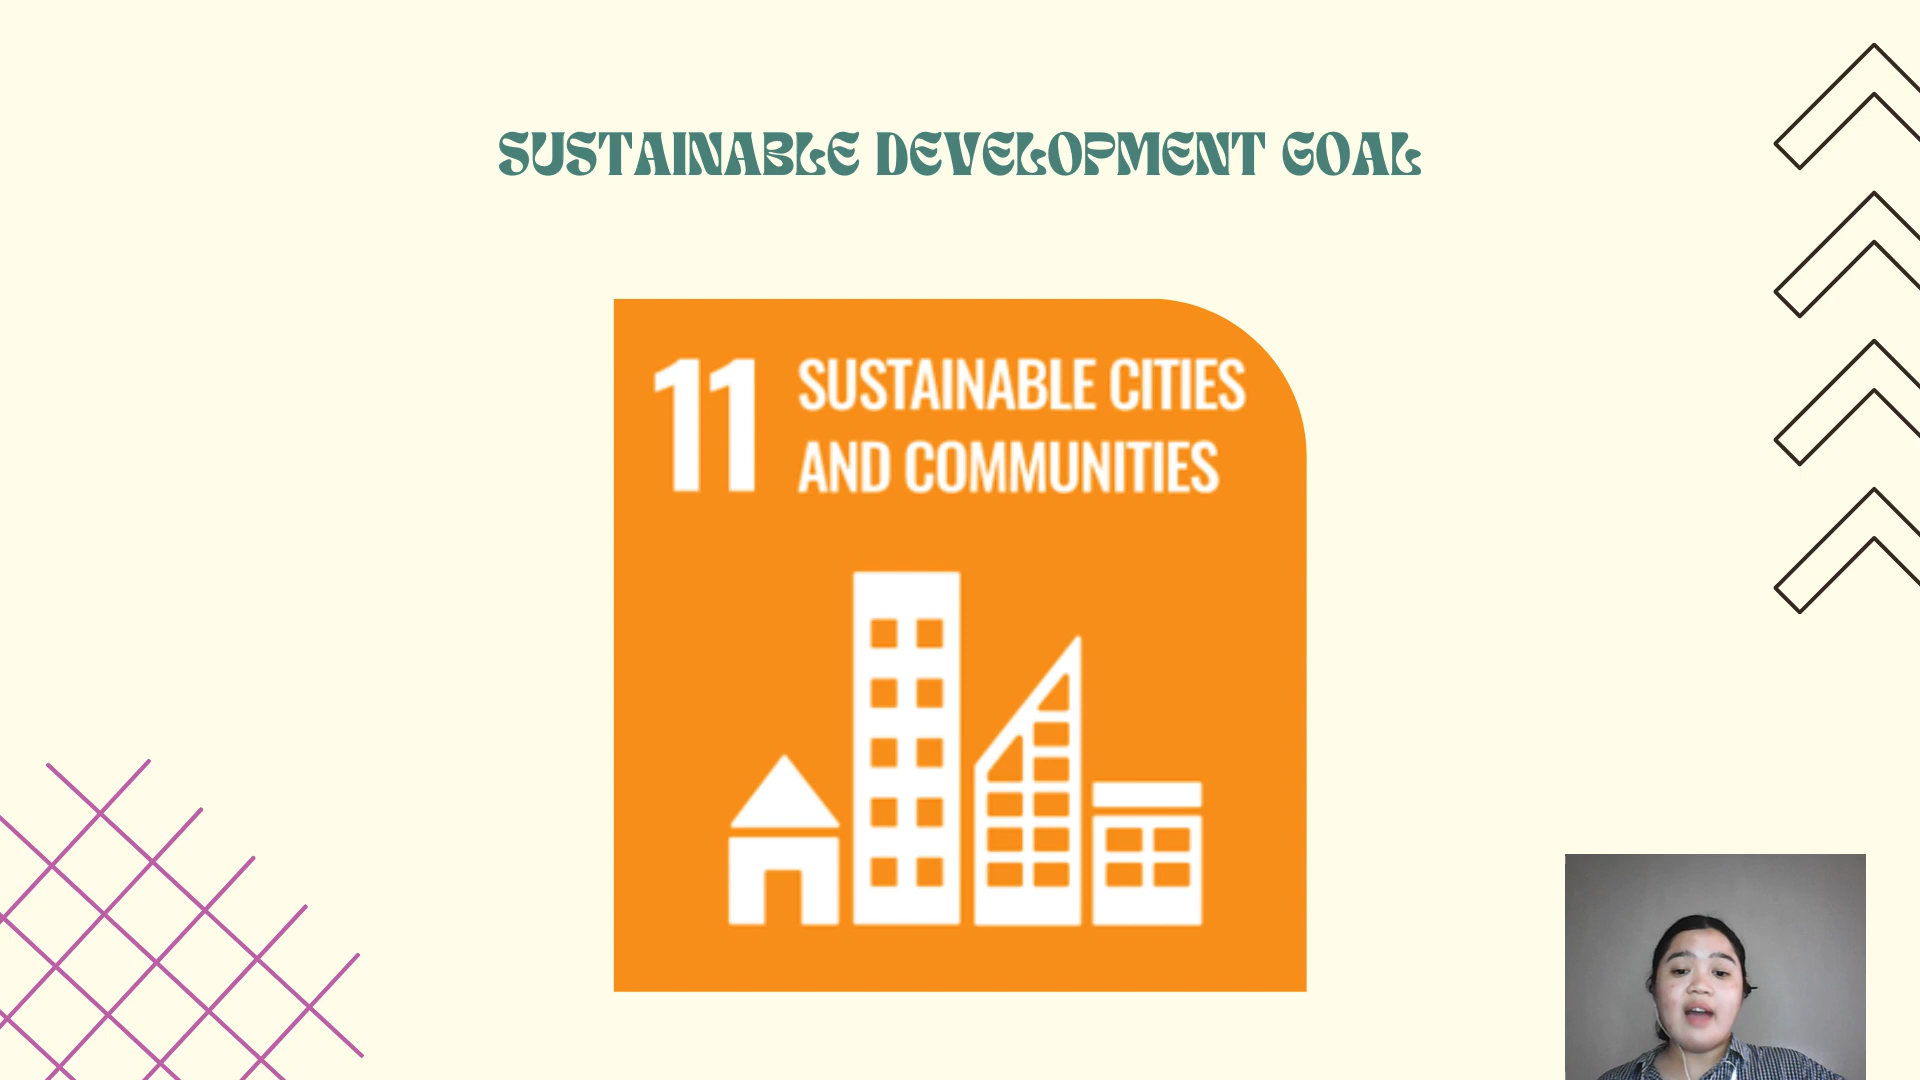 SUSTAINABLE DEVELOPMENT GOAL
11 SUSTAINABLE CITIES
AND COMMUNITIES